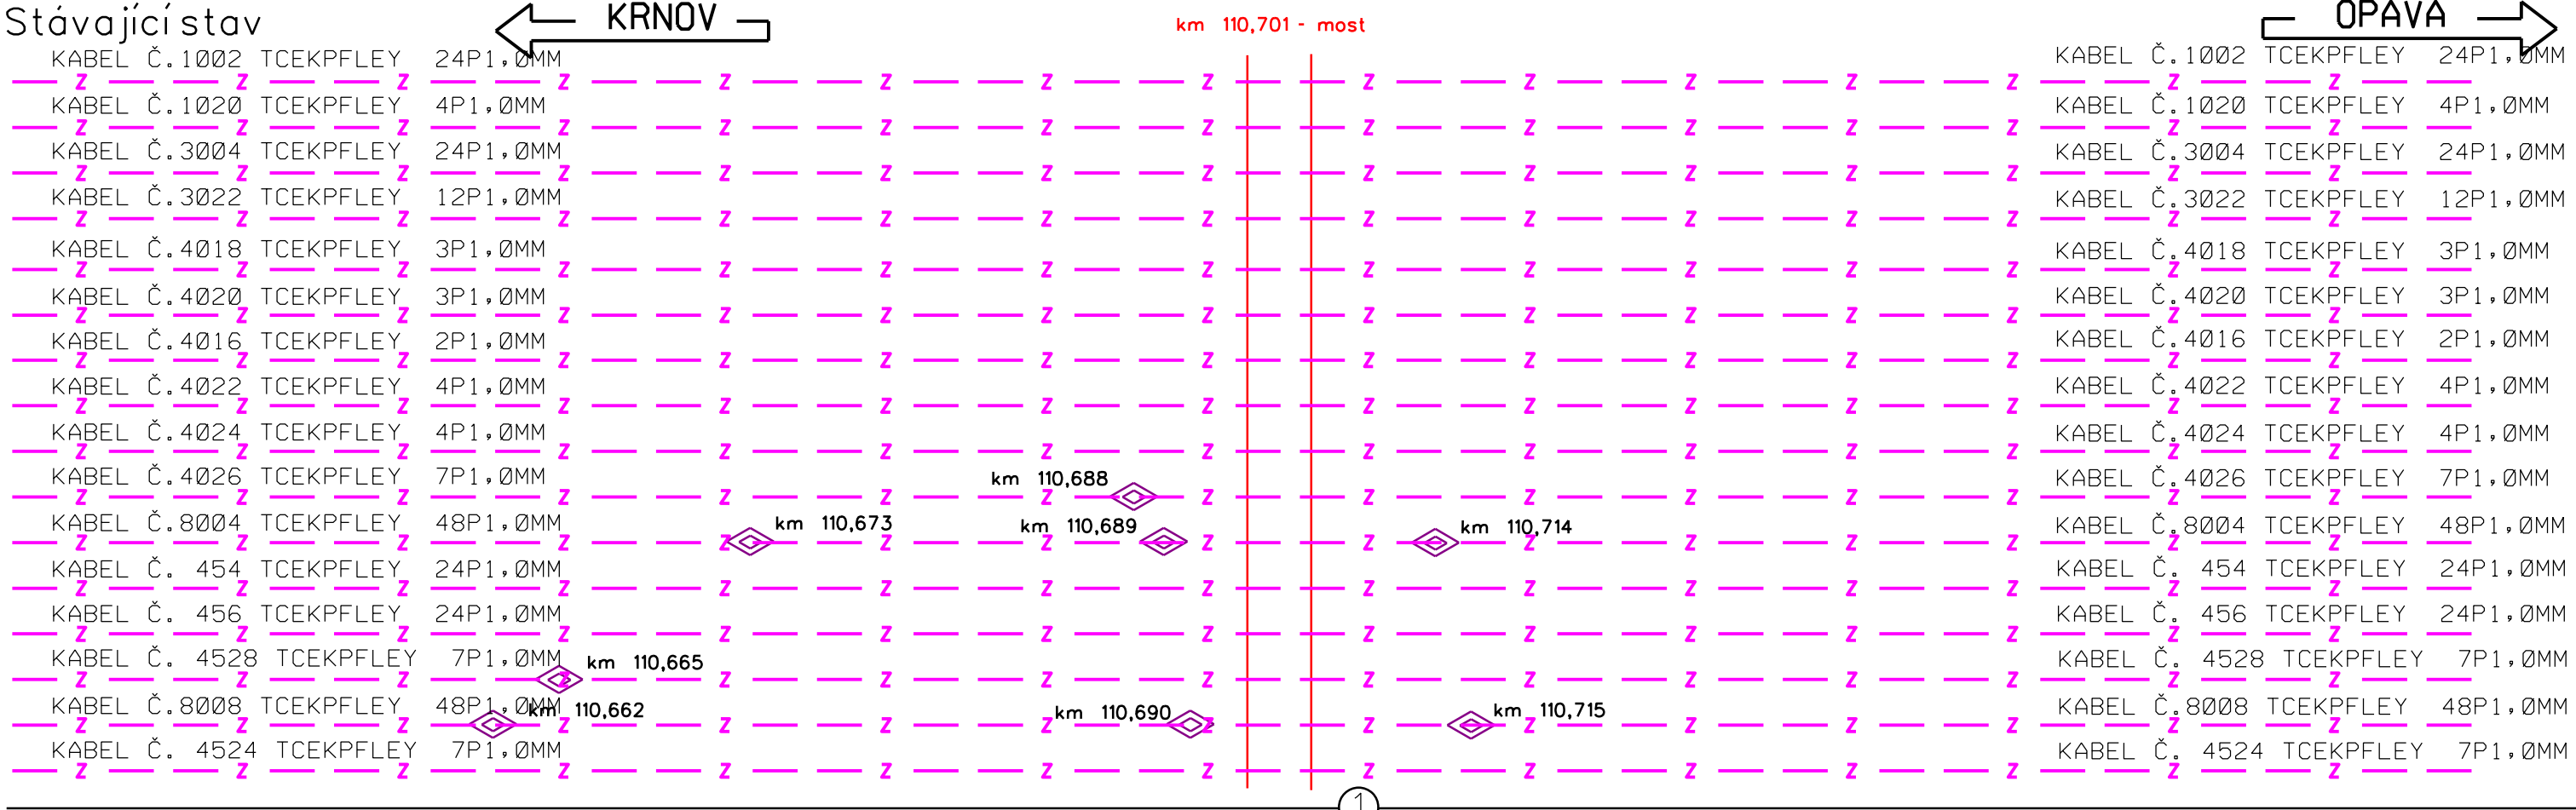 Stávající stav KRNOV km 110,701 - most OPAVA
KABEL Č.1002 TCEKPFLEY 24P1,0MM KABEL Č.1002 TCEKPFLEY 24P1,0MM
Z Z Z Z Z Z Z Z Z Z Z Z Z Z Z
KABEL Č.1020 TCEKPFLEY 4P1,0MM KABEL Č.1020 TCEKPFLEY 4P1,0MM
Z Z Z Z Z Z Z Z Z Z Z Z Z Z Z
KABEL Č.3004 TCEKPFLEY 24P1,0MM KABEL Č.3004 TCEKPFLEY 24P1,0MM
Z Z Z Z Z Z Z Z Z Z Z Z Z Z Z
KABEL Č.3022 TCEKPFLEY 12P1,0MM KABEL Č.3022 TCEKPFLEY 12P1,0MM
Z Z Z Z Z Z Z Z Z Z Z Z Z Z Z
KABEL Č.4018 TCEKPFLEY 3P1,0MM KABEL Č.4018 TCEKPFLEY 3P1,0MM
Z Z Z Z Z Z Z Z Z Z Z Z Z Z Z
KABEL Č.4020 TCEKPFLEY 3P1,0MM KABEL Č.4020 TCEKPFLEY 3P1,0MM
Z Z Z Z Z Z Z Z Z Z Z Z Z Z Z
KABEL Č.4016 TCEKPFLEY 2P1,0MM KABEL Č.4016 TCEKPFLEY 2P1,0MM
Z Z Z Z Z Z Z Z Z Z Z Z Z Z Z
KABEL Č.4022 TCEKPFLEY 4P1,0MM KABEL Č.4022 TCEKPFLEY 4P1,0MM
Z Z Z Z Z Z Z Z Z Z Z Z Z Z Z
KABEL Č.4024 TCEKPFLEY 4P1,0MM KABEL Č.4024 TCEKPFLEY 4P1,0MM
Z Z Z Z Z Z Z Z Z Z Z Z Z Z Z
KABEL Č.4026 TCEKPFLEY 7P1,0MM km 110,688 KABEL Č.4026 TCEKPFLEY 7P1,0MM
Z Z Z Z Z Z Z Z Z Z Z Z Z Z Z
KABEL Č.8004 TCEKPFLEY 48P1,0MM km 110,673 km 110,689 km 110,714 KABEL Č.8004 TCEKPFLEY 48P1,0MM
Z Z Z Z Z Z Z Z Z Z Z Z Z Z Z
KABEL Č. 454 TCEKPFLEY 24P1,0MM KABEL Č. 454 TCEKPFLEY 24P1,0MM
Z Z Z Z Z Z Z Z Z Z Z Z Z Z Z
KABEL Č. 456 TCEKPFLEY 24P1,0MM KABEL Č. 456 TCEKPFLEY 24P1,0MM
Z Z Z Z Z Z Z Z Z Z Z Z Z Z Z
KABEL Č. 4528 TCEKPFLEY 7P1,0MM km 110,665 KABEL Č. 4528 TCEKPFLEY 7P1,0MM
Z Z Z Z Z Z Z Z Z Z Z Z Z Z Z
KABEL Č.8008 TCEKPFLEY 48P1,0MM km 110,662 km 110,690 km 110,715 KABEL Č.8008 TCEKPFLEY 48P1,0MM
Z Z Z Z Z Z Z Z Z Z Z Z Z Z Z
KABEL Č. 4524 TCEKPFLEY 7P1,0MM KABEL Č. 4524 TCEKPFLEY 7P1,0MM
Z Z Z Z Z Z Z Z Z Z Z Z Z Z Z
1